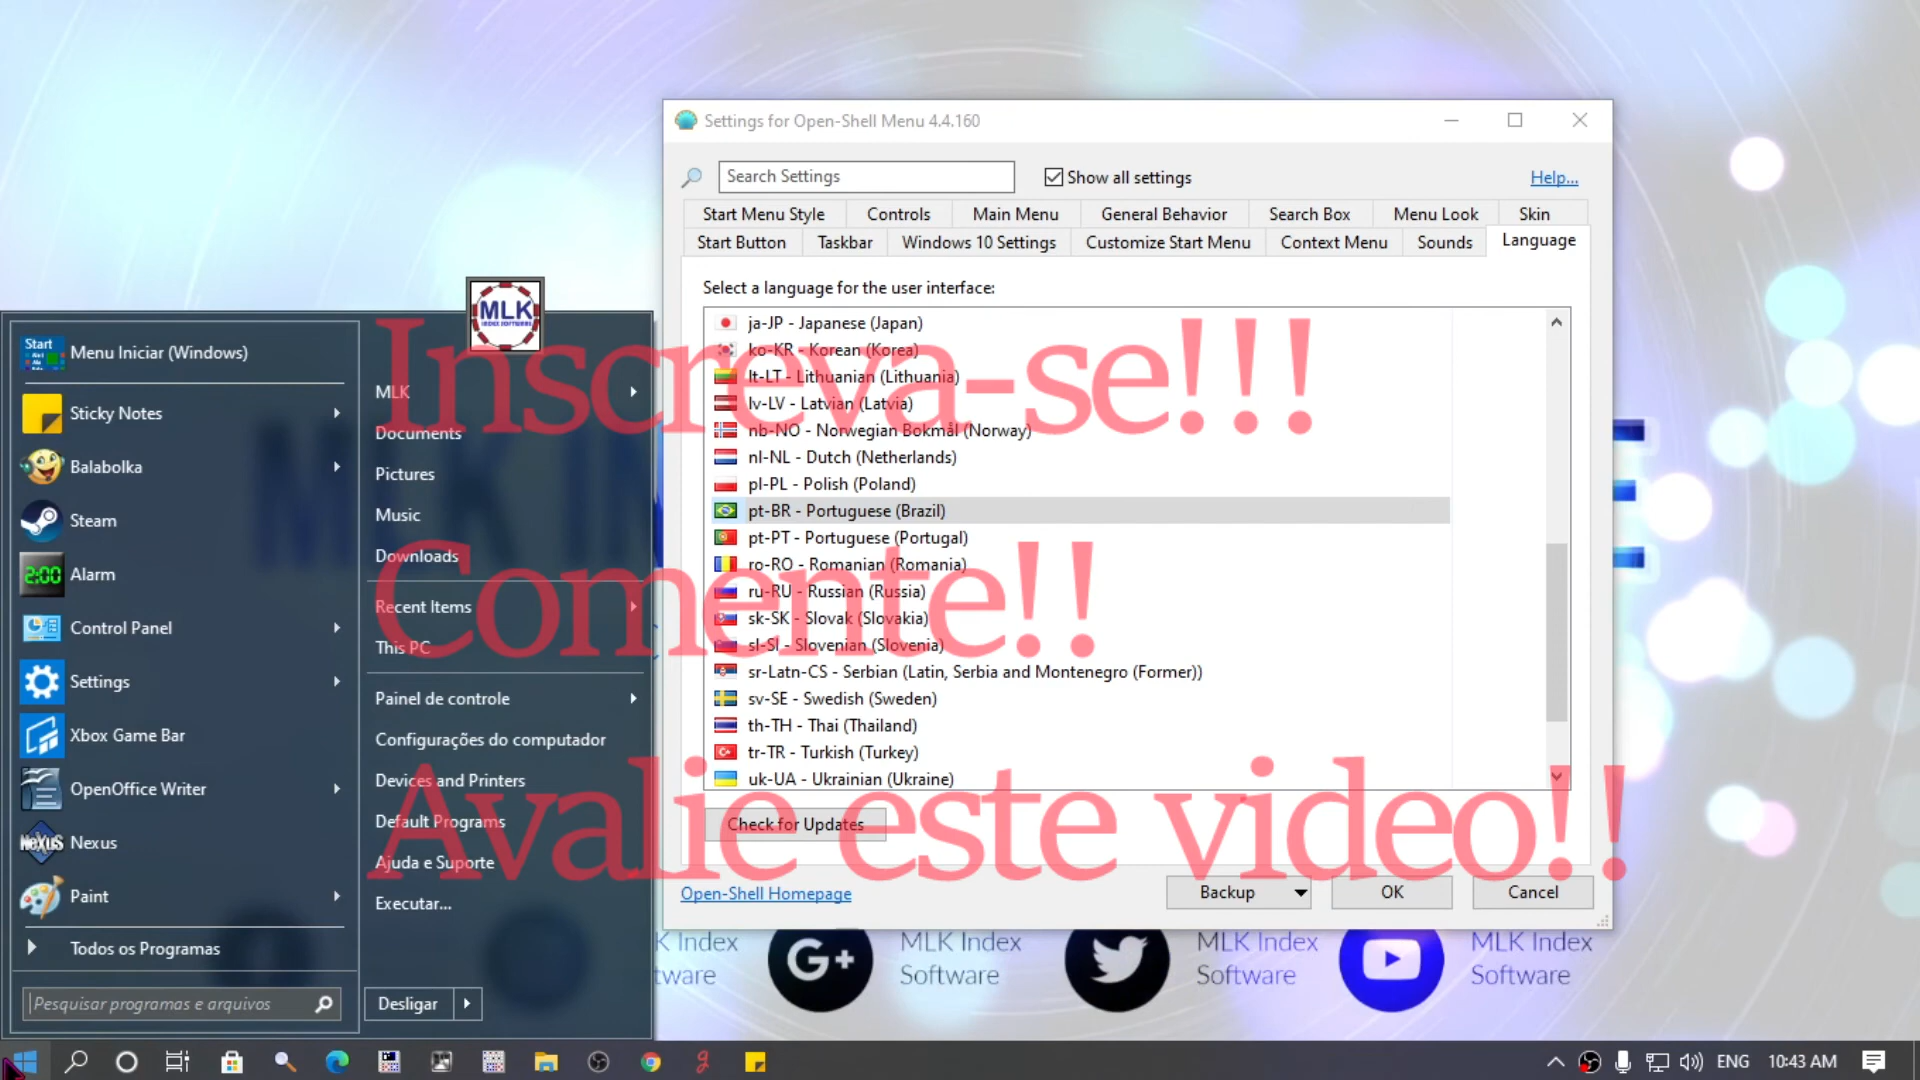 Settings for Open-Shell Menu 4.4.160
Search Settings
Show all settings
Help...
Start Menu Style
Controls
Main Menu
General Behavior
Search Box
Menu Look
Skin
Start Button
Taskbar
Windows 10 Settings
Customize Start Menu
Context Menu
Sounds
Language
Select a language for the user interface:
ja-JP - Japanese (Japan)
ko-KR - Korean (Korea)
lt-LT - Lithuanian (Lithuania)
lv-LV - Latvian (Latvia)
nb-NO - Norwegian Bokmål (Norway)
nl-NL - Dutch (Netherlands)
pl-PL - Polish (Poland)
pt-BR - Portuguese (Brazil)
pt-PT - Portuguese (Portugal)
ro-RO - Romanian (Romania)
ru-RU - Russian (Russia)
sk-SK - Slovak (Slovakia)
sl-SI - Slovenian (Slovenia)
sr-Latn-CS - Serbian (Latin, Serbia and Montenegro (Former))
sv-SE - Swedish (Sweden)
th-TH - Thai (Thailand)
tr-TR - Turkish (Turkey)
uk-UA - Ukrainian (Ukraine)
Check for Updates
Open-Shell Homepage
Backup
OK
Cancel
Inscreva-se!!!
Comente!!
Avalie este video!!
MLK
INDEX SOFTWARE
Start
Menu Iniciar (Windows)
Sticky Notes
Balabolka
Steam
2:00
Alarm
Control Panel
Settings
Xbox Game Bar
OpenOffice Writer
NeXuS
Nexus
Paint
Todos os Programas
Pesquisar programas e arquivos
MLK
Documents
Pictures
Music
Downloads
Recent Items
This PC
Painel de controle
Configurações do computador
Devices and Printers
Default Programs
Ajuda e Suporte
Executar...
Desligar
MLK IN
K Index
tware
G+
MLK Index
Software
MLK Index
Software
MLK Index
Software
ENG
10:43 AM